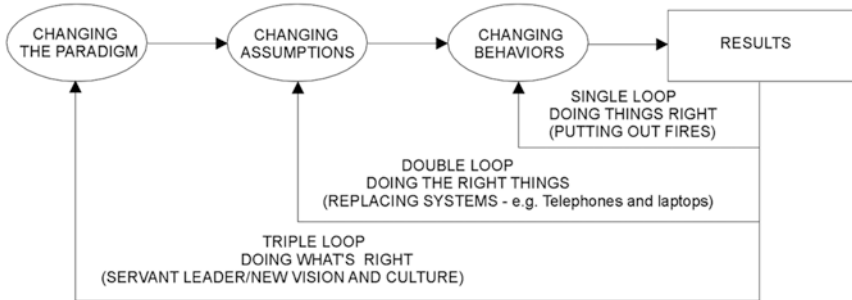 CHANGING
THE PARADIGM
CHANGING
ASSUMPTIONS
CHANGING
BEHAVIORS
RESULTS
SINGLE LOOP
DOING THINGS RIGHT
(PUTTING OUT FIRES)
DOUBLE LOOP
DOING THE RIGHT THINGS
(REPLACING SYSTEMS - e.g. Telephones and laptops)
TRIPLE LOOP
DOING WHAT'S RIGHT
(SERVANT LEADER/NEW VISION AND CULTURE)